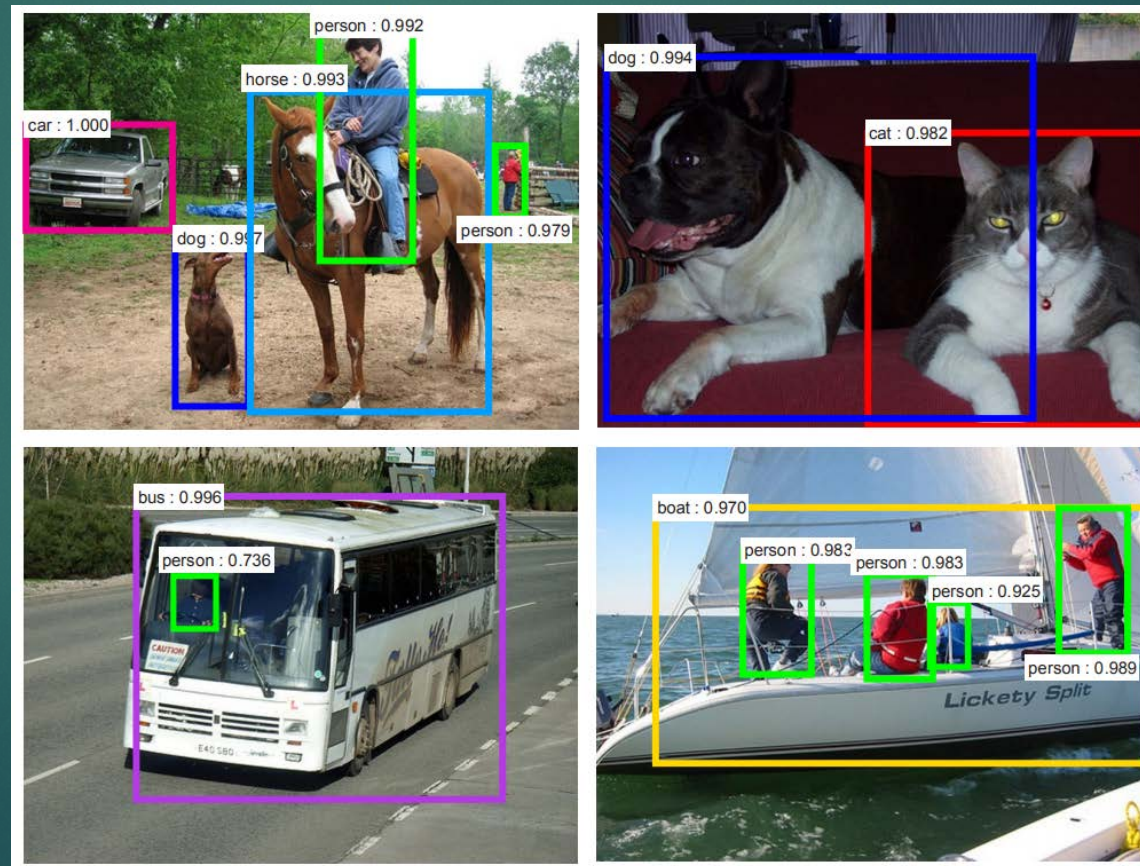 person : 0.992
horse : 0.993
car : 1.000
person : 0.979
dog : 0.997
dog : 0.994
cat : 0.982
bus : 0.996
person : 0.736
CAUTION
E40 SBO
boat : 0.970
person : 0.983
person : 0.983
person : 0.925
person : 0.989
Lickety Split